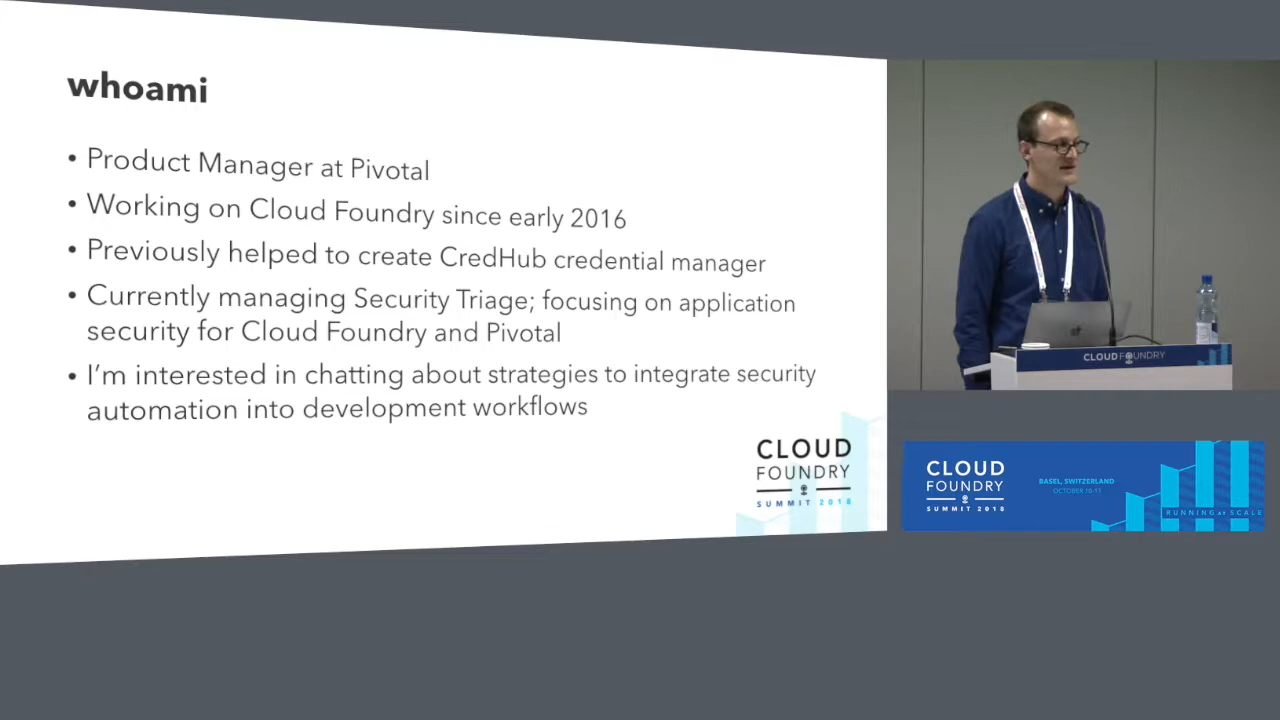 whoami
• Product Manager at Pivotal
• Working on Cloud Foundry since early 2016
• Previously helped to create CredHub credential manager
• Currently managing Security Triage; focusing on application
security for Cloud Foundry and Pivotal
• I'm interested in chatting about strategies to integrate security
automation into development workflows
CLOUD
FOUNDRY
SUMMIT 2018
CLOUD FOUNDRY
CLOUD
FOUNDRY
SUMMIT 2018
BASEL, SWITZERLAND
OCTOBER 10-11
RUNNING at SCALE